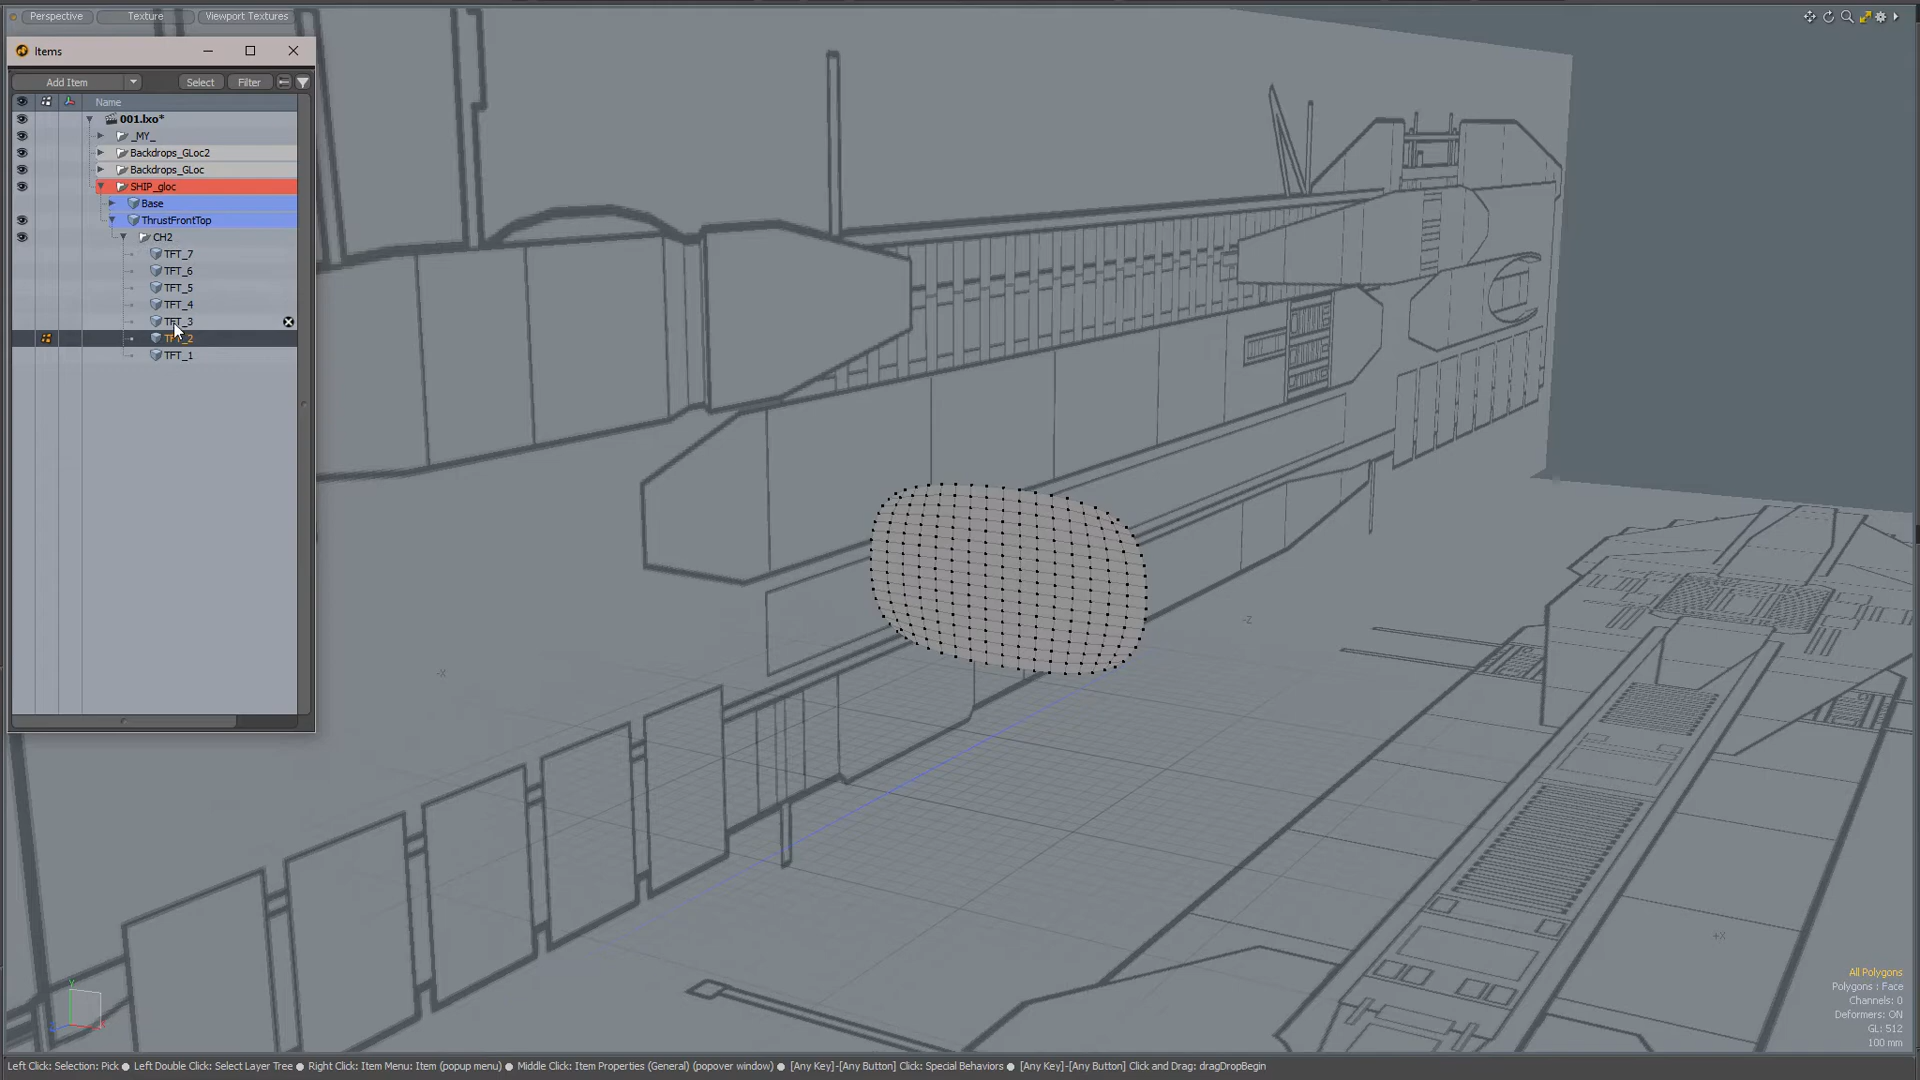 Perspective
Texture
Viewport Textures
Items
Add Item
Select
Filter
Name
001.lxo*
_MY_
Backdrops_GLoc2
Backdrops_GLoc
SHIP_gloc
Base
ThrustFrontTop
CH2
TFT_7
TFT_6
TFT_5
TFT_4
TFT_3
TFT_2
TFT_1
-Z
-X
+X
Y
All Polygons
Polygons : Face
Channels: 0
Deformers: ON
GL: 512
100 mm
Left Click: Selection: Pick ● Left Double Click: Select Layer Tree ● Right Click: Item Menu: Item (popup menu) ● Middle Click: Item Properties (General) (popover window) ● [Any Key]-[Any Button] Click: Special Behaviors ● [Any Key]-[Any Button] Click and Drag: dragDropBegin